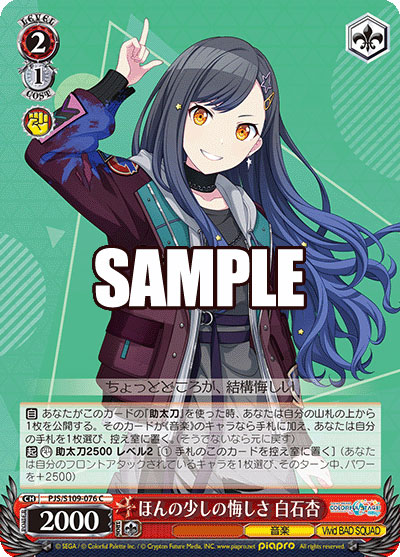 LEVEL
2
1
COST
SAMPLE
ちょっとどころか、結構悔しい!
自 あなたがこのカードの『助太刀』を使った時、あなたは自分の山札の上から
1枚を公開する。そのカードが《音楽》のキャラなら手札に加え、あなたは自分
の手札を1枚選び、控え室に置く。(そうでないなら元に戻す)
起 助太刀2500 レベル2 [① 手札のこのカードを控え室に置く] (あなた
は自分のフロントアタックされているキャラを1枚選び、そのターン中、パワー
を+2500)
CH PJS/S109-076 C
POWER
2000
ほんの少しの悔しさ 白石杏
音楽
Vivid BAD SQUAD
COLORFUL STAGE!
© SEGA / © Colorful Palette Inc. / © Crypton Future Media, INC. www.piapro.net piapro All rights reserved.